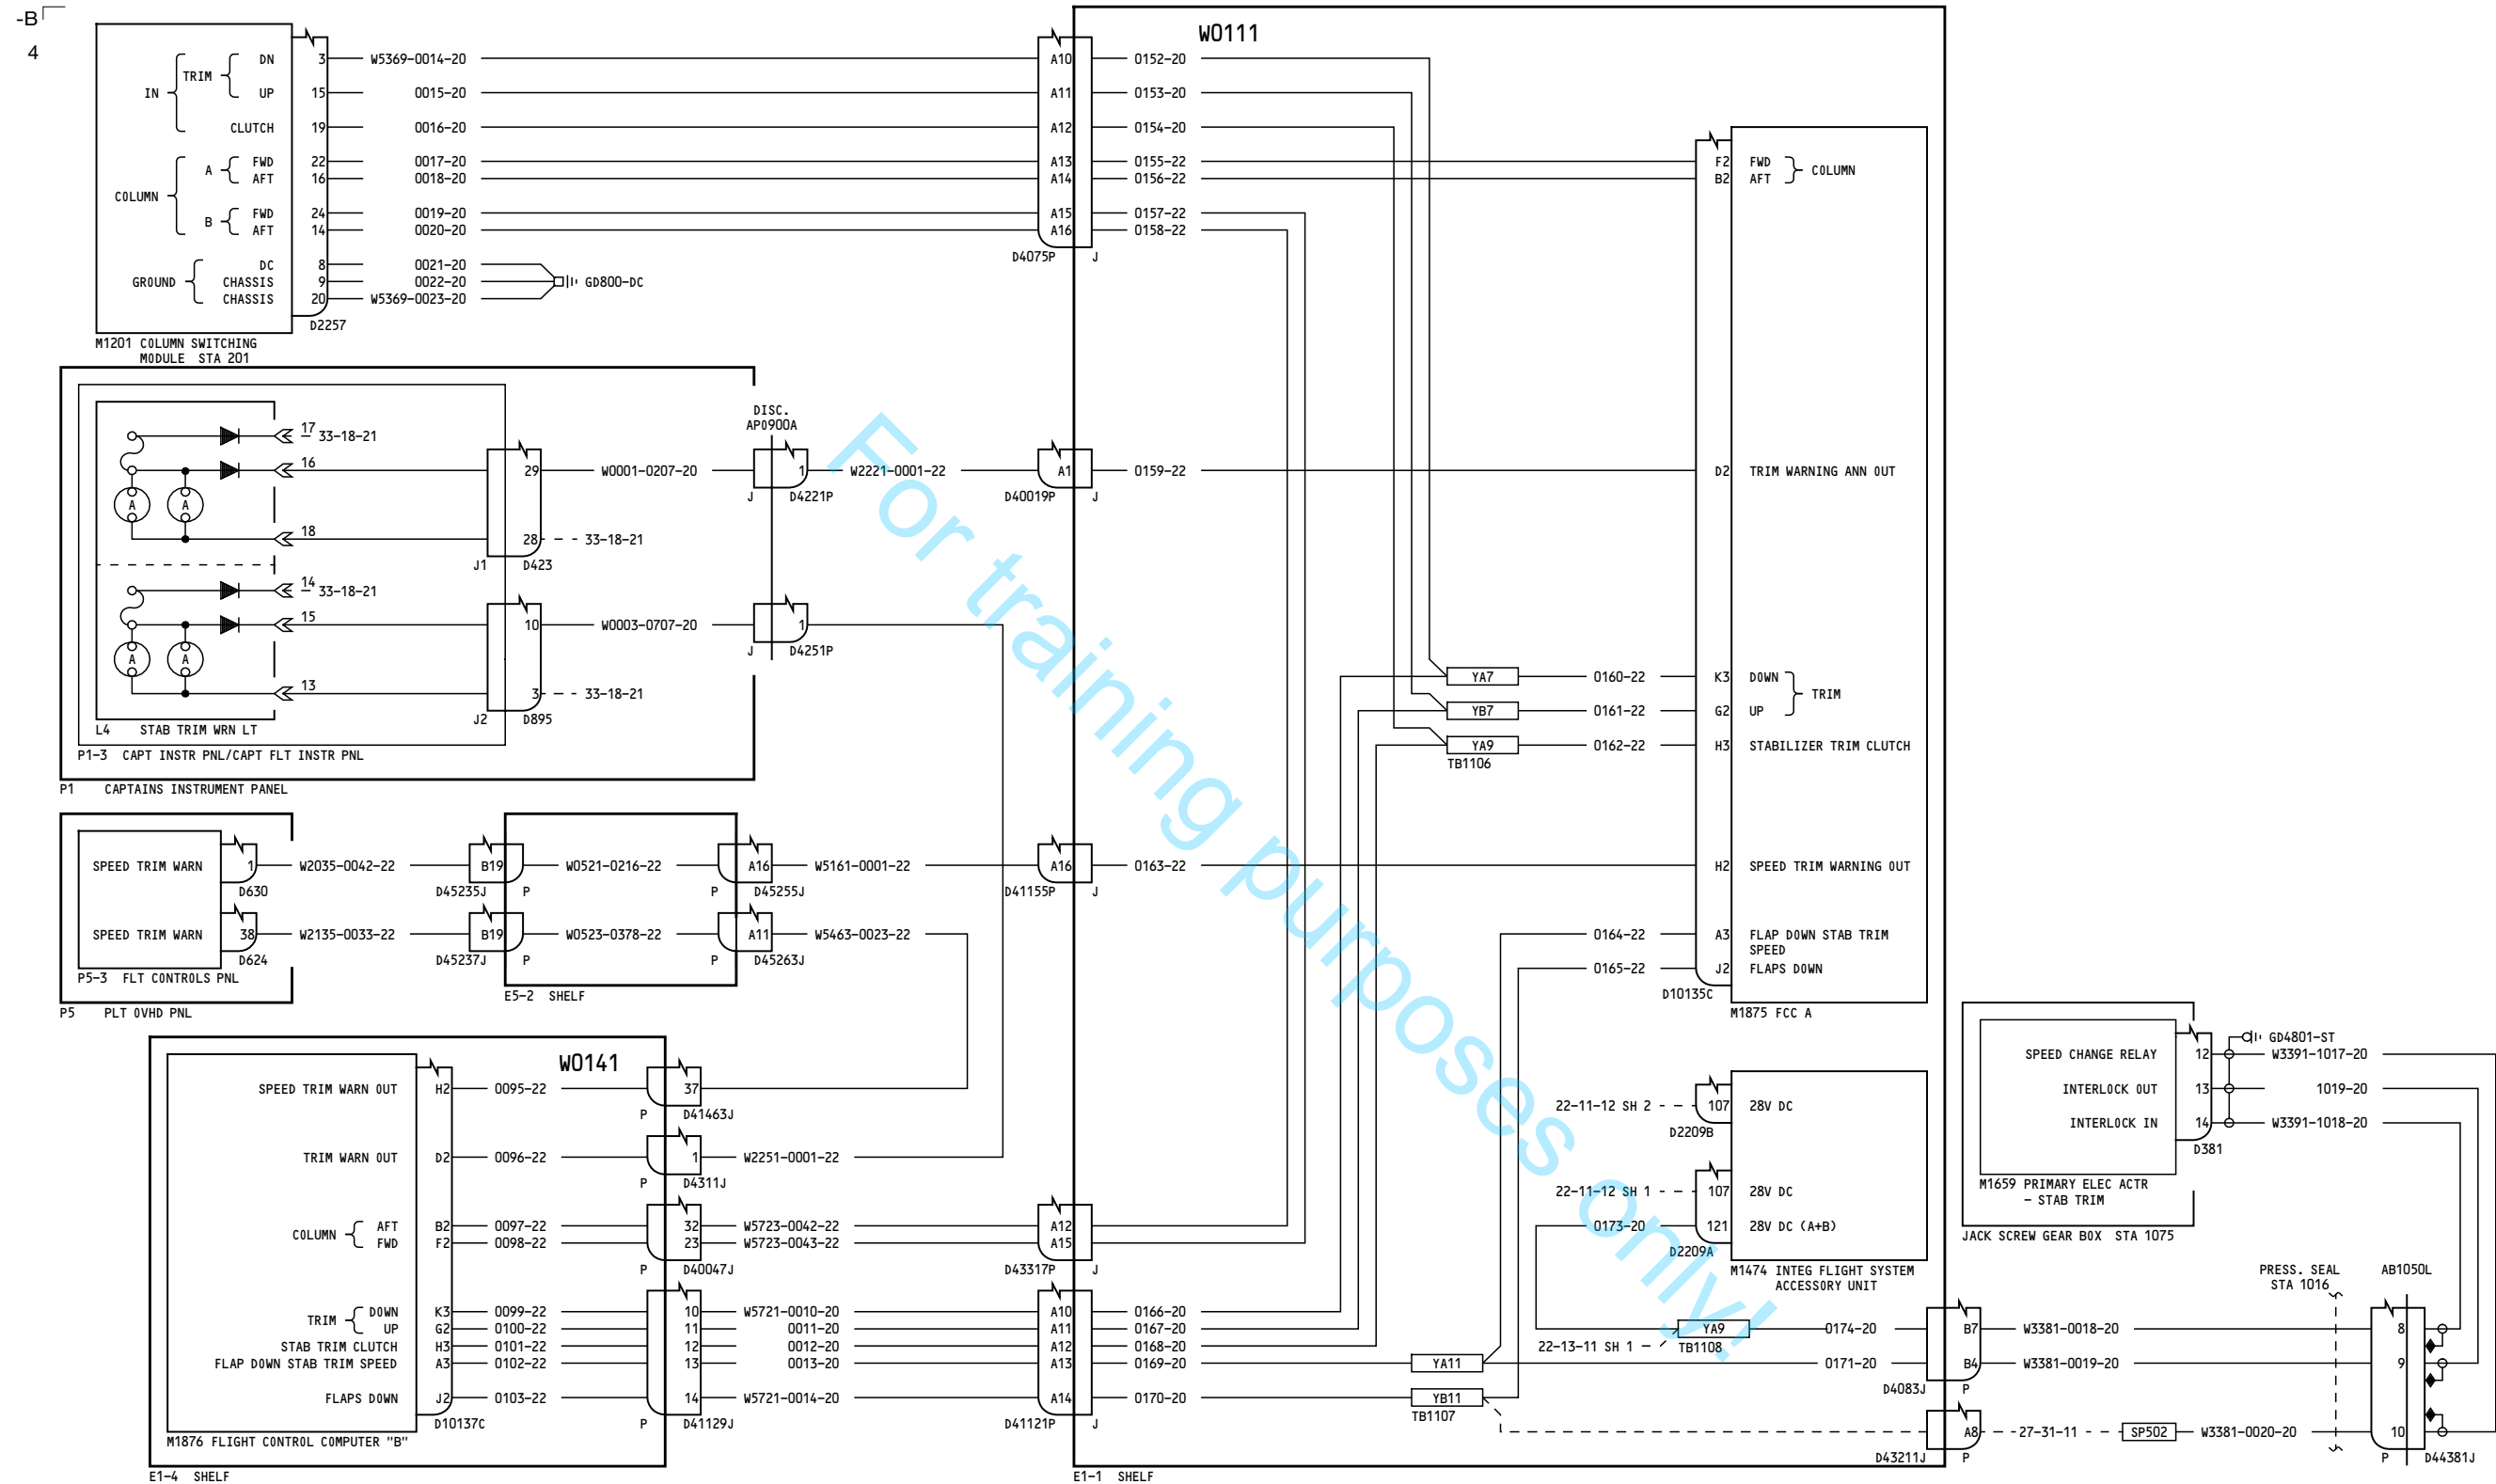 -B
4
W0111
IN TRIM DN 3 W5369-0014-20 A10 0152-20
UP 15 0015-20 A11 0153-20
CLUTCH 19 0016-20 A12 0154-20
COLUMN A FWD 22 0017-20 A13 0155-22 F2 FWD COLUMN
AFT 16 0018-20 A14 0156-22 B2 AFT
B FWD 24 0019-20 A15 0157-22
AFT 14 0020-20 A16 0158-22
D4075P J
GROUND DC 8 0021-20
CHASSIS 9 0022-20 GD800-DC
CHASSIS 20 W5369-0023-20
D2257
M1201 COLUMN SWITCHING
MODULE STA 201
DISC.
AP0900A
17 33-18-21
16 29 W0001-0207-20 1 W2221-0001-22 A1 0159-22 D2 TRIM WARNING ANN OUT
J D4221P D40019P J
A A
18 28 33-18-21
J1 D423
14 33-18-21
15 10 W0003-0707-20 1
J D4251P
A A
13 3 33-18-21
J2 D895
L4 STAB TRIM WRN LT
P1-3 CAPT INSTR PNL/CAPT FLT INSTR PNL
P1 CAPTAINS INSTRUMENT PANEL
YA7 0160-22 K3 DOWN TRIM
YB7 0161-22 G2 UP
YA9 0162-22 H3 STABILIZER TRIM CLUTCH
TB1106
SPEED TRIM WARN 1 W2035-0042-22 B19 W0521-0216-22 A16 W5161-0001-22 A16 0163-22 H2 SPEED TRIM WARNING OUT
D630 D45235J P P D45255J D41155P J
SPEED TRIM WARN 38 W2135-0033-22 B19 W0523-0378-22 A11 W5463-0023-22
D624 D45237J P P D45263J
P5-3 FLT CONTROLS PNL
E5-2 SHELF
P5 PLT OVHD PNL
0164-22 A3 FLAP DOWN STAB TRIM
SPEED
0165-22 J2 FLAPS DOWN
D10135C
M1875 FCC A
W0141
SPEED TRIM WARN OUT H2 0095-22 37
P D41463J
TRIM WARN OUT D2 0096-22 1 W2251-0001-22
P D4311J
COLUMN AFT B2 0097-22 32 W5723-0042-22 A12
FWD F2 0098-22 23 W5723-0043-22 A15
P D40047J D43317P J
TRIM DOWN K3 0099-22 10 W5721-0010-20 A10 0166-20
UP G2 0100-22 11 0011-20 A11 0167-20
STAB TRIM CLUTCH H3 0101-22 12 0012-20 A12 0168-20
FLAP DOWN STAB TRIM SPEED A3 0102-22 13 0013-20 A13 0169-20 YA11 0171-20 B4 W3381-0019-20 9
FLAPS DOWN J2 0103-22 14 W5721-0014-20 A14 0170-20 YB11
D10137C P D41129J D41121P J TB1107
M1876 FLIGHT CONTROL COMPUTER "B"
E1-4 SHELF
22-11-12 SH 2 107 28V DC
D2209B
22-11-12 SH 1 107 28V DC
0173-20 121 28V DC (A+B)
D2209A
M1474 INTEG FLIGHT SYSTEM
ACCESSORY UNIT
YA9 0174-20 B7 W3381-0018-20 8
22-13-11 SH 1 TB1108
D4083J P
A8 27-31-11 SP502 W3381-0020-20 10
D43211J P P D44381J
E1-1 SHELF
GD4801-ST
SPEED CHANGE RELAY 12 W3391-1017-20
INTERLOCK OUT 13 1019-20
INTERLOCK IN 14 W3391-1018-20
D381
M1659 PRIMARY ELEC ACTR
- STAB TRIM
JACK SCREW GEAR BOX STA 1075
PRESS. SEAL
STA 1016
AB1050L
For training purposes only!